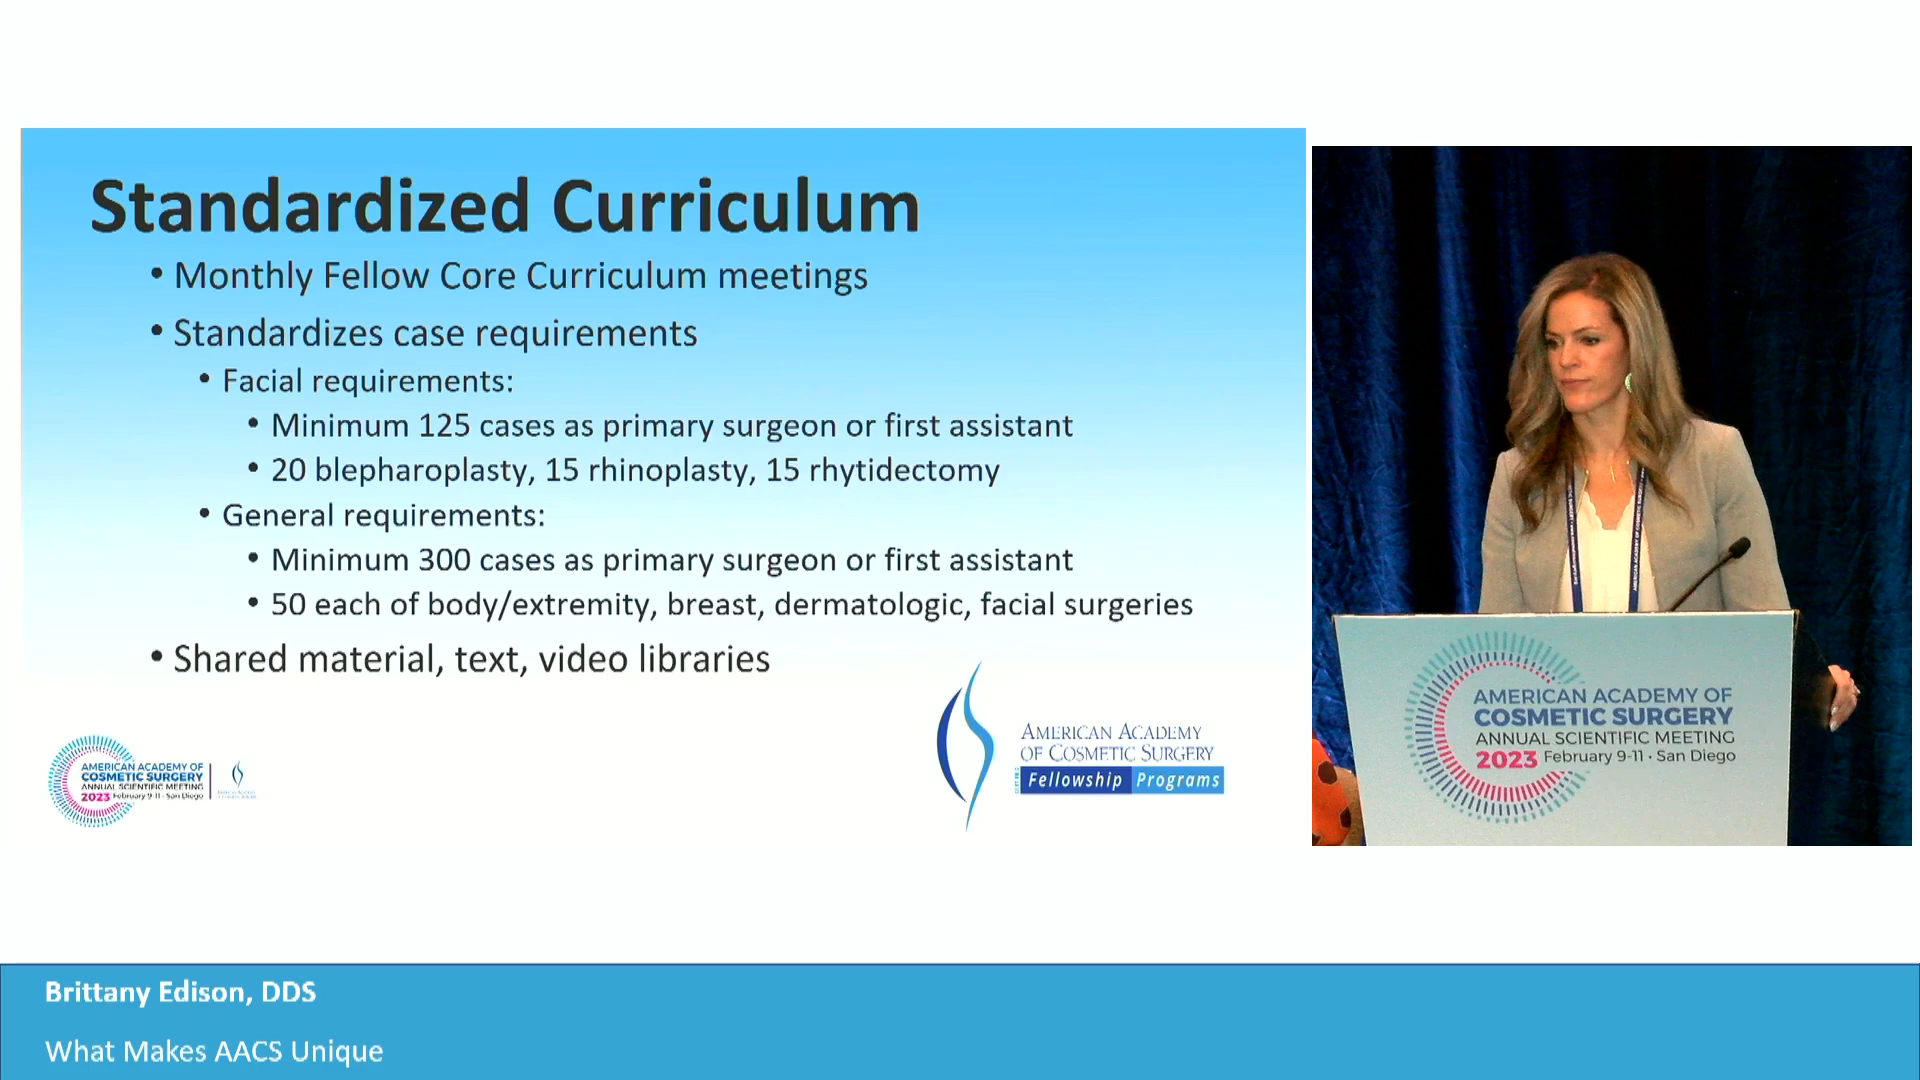 Standardized Curriculum
• Monthly Fellow Core Curriculum meetings
• Standardizes case requirements
• Facial requirements:
• Minimum 125 cases as primary surgeon or first assistant
• 20 blepharoplasty, 15 rhinoplasty, 15 rhytidectomy
• General requirements:
• Minimum 300 cases as primary surgeon or first assistant
• 50 each of body/extremity, breast, dermatologic, facial surgeries
• Shared material, text, video libraries
AMERICAN ACADEMY OF
COSMETIC SURGERY
ANNUAL SCIENTIFIC MEETING
2023 February 9-11 • San Diego
AMERICAN ACADEMY
OF COSMETIC SURGERY
Fellowship Programs
AMERICAN ACADEMY OF
COSMETIC SURGERY
ANNUAL SCIENTIFIC MEETING
2023 February 9-11 • San Diego
Brittany Edison, DDS
What Makes AACS Unique